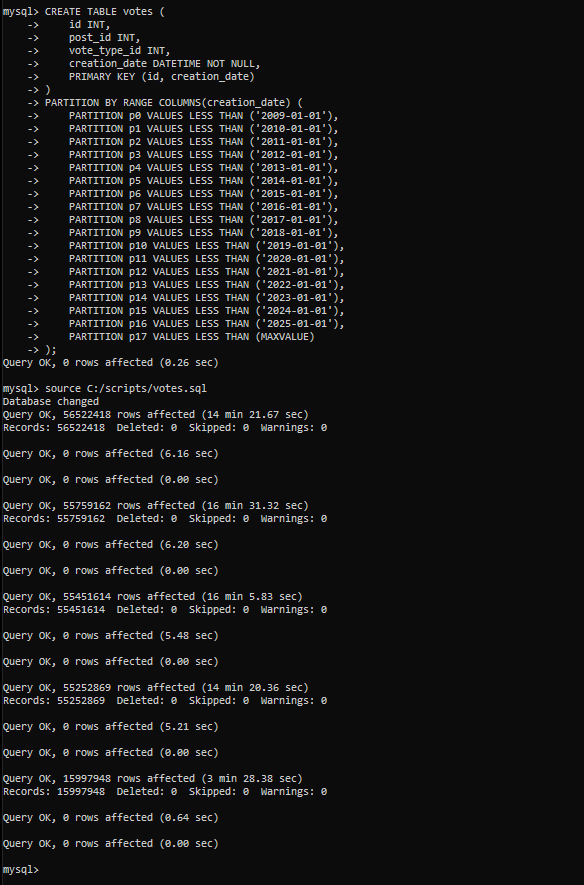 mysql> CREATE TABLE votes (
    ->     id INT,
    ->     post_id INT,
    ->     vote_type_id INT,
    ->     creation_date DATETIME NOT NULL,
    ->     PRIMARY KEY (id, creation_date)
    -> )
    -> PARTITION BY RANGE COLUMNS(creation_date) (
    ->     PARTITION p0 VALUES LESS THAN ('2009-01-01'),
    ->     PARTITION p1 VALUES LESS THAN ('2010-01-01'),
    ->     PARTITION p2 VALUES LESS THAN ('2011-01-01'),
    ->     PARTITION p3 VALUES LESS THAN ('2012-01-01'),
    ->     PARTITION p4 VALUES LESS THAN ('2013-01-01'),
    ->     PARTITION p5 VALUES LESS THAN ('2014-01-01'),
    ->     PARTITION p6 VALUES LESS THAN ('2015-01-01'),
    ->     PARTITION p7 VALUES LESS THAN ('2016-01-01'),
    ->     PARTITION p8 VALUES LESS THAN ('2017-01-01'),
    ->     PARTITION p9 VALUES LESS THAN ('2018-01-01'),
    ->     PARTITION p10 VALUES LESS THAN ('2019-01-01'),
    ->     PARTITION p11 VALUES LESS THAN ('2020-01-01'),
    ->     PARTITION p12 VALUES LESS THAN ('2021-01-01'),
    ->     PARTITION p13 VALUES LESS THAN ('2022-01-01'),
    ->     PARTITION p14 VALUES LESS THAN ('2023-01-01'),
    ->     PARTITION p15 VALUES LESS THAN ('2024-01-01'),
    ->     PARTITION p16 VALUES LESS THAN ('2025-01-01'),
    ->     PARTITION p17 VALUES LESS THAN (MAXVALUE)
    -> );
Query OK, 0 rows affected (0.26 sec)
mysql> source C:/scripts/votes.sql
Database changed
Query OK, 56522418 rows affected (14 min 21.67 sec)
Records: 56522418  Deleted: 0  Skipped: 0  Warnings: 0
Query OK, 0 rows affected (6.16 sec)
Query OK, 0 rows affected (0.00 sec)
Query OK, 55759162 rows affected (16 min 31.32 sec)
Records: 55759162  Deleted: 0  Skipped: 0  Warnings: 0
Query OK, 0 rows affected (6.20 sec)
Query OK, 0 rows affected (0.00 sec)
Query OK, 55451614 rows affected (16 min 5.83 sec)
Records: 55451614  Deleted: 0  Skipped: 0  Warnings: 0
Query OK, 0 rows affected (5.48 sec)
Query OK, 0 rows affected (0.00 sec)
Query OK, 55252869 rows affected (14 min 20.36 sec)
Records: 55252869  Deleted: 0  Skipped: 0  Warnings: 0
Query OK, 0 rows affected (5.21 sec)
Query OK, 0 rows affected (0.00 sec)
Query OK, 15997948 rows affected (3 min 28.38 sec)
Records: 15997948  Deleted: 0  Skipped: 0  Warnings: 0
Query OK, 0 rows affected (0.64 sec)
Query OK, 0 rows affected (0.00 sec)
mysql>